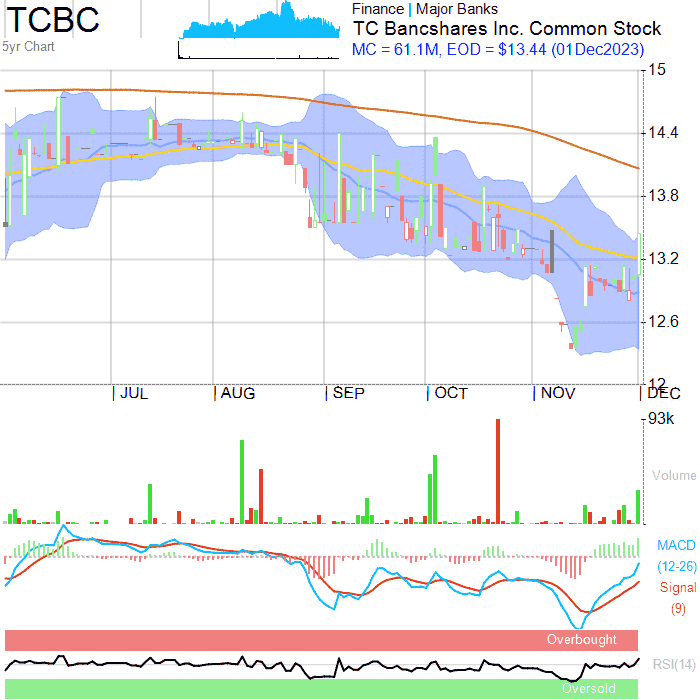 TCBC
5yr Chart
Finance | Major Banks
TC Bancshares Inc. Common Stock
MC = 61.1M, EOD = $13.44 (01Dec2023)
15
14.4
13.8
13.2
12.6
12
JUL
AUG
SEP
OCT
NOV
DEC
93k
Volume
MACD
(12-26)
Signal
(9)
Overbought
RSI(14)
Oversold